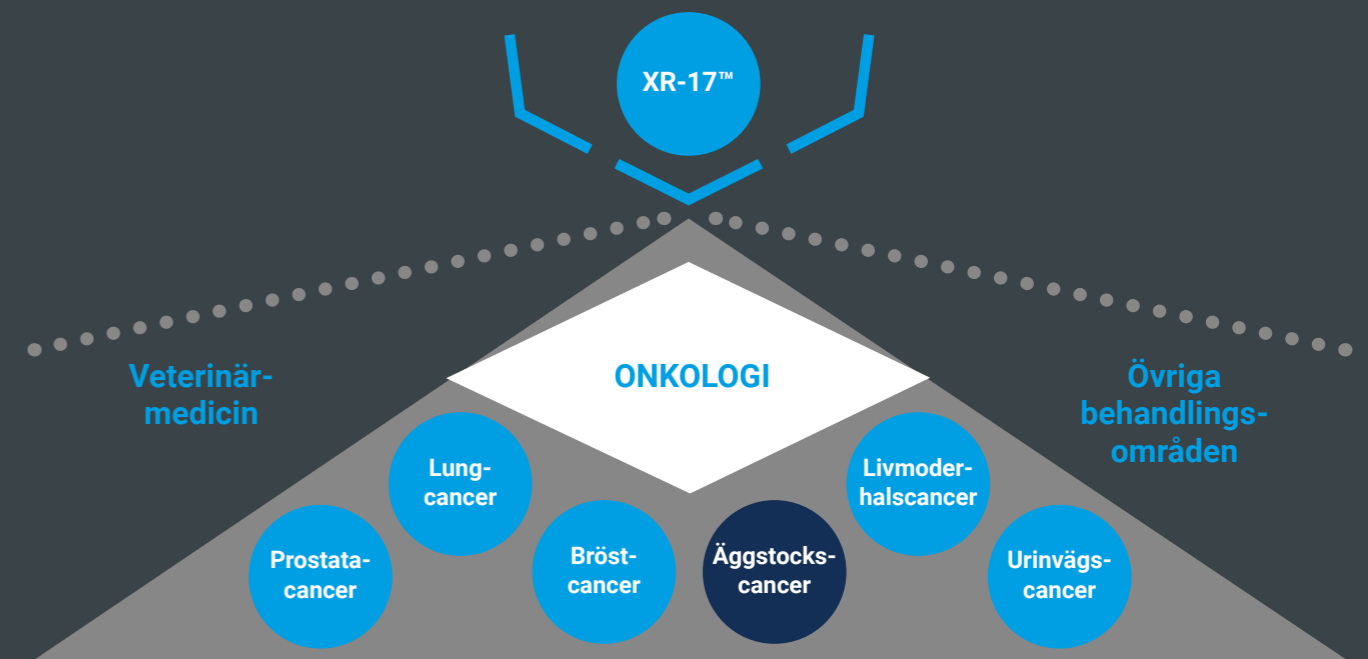 XR-17™
Veterinär-
medicin
ONKOLOGI
Övriga
behandlings-
områden
Prostata-
cancer
Lung-
cancer
Bröst-
cancer
Äggstocks-
cancer
Livmoder-
halscancer
Urinvägs-
cancer